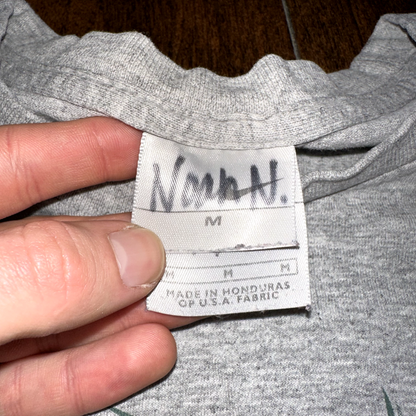 Noah N.
M
M M M
MADE IN HONDURAS
OF U.S.A. FABRIC